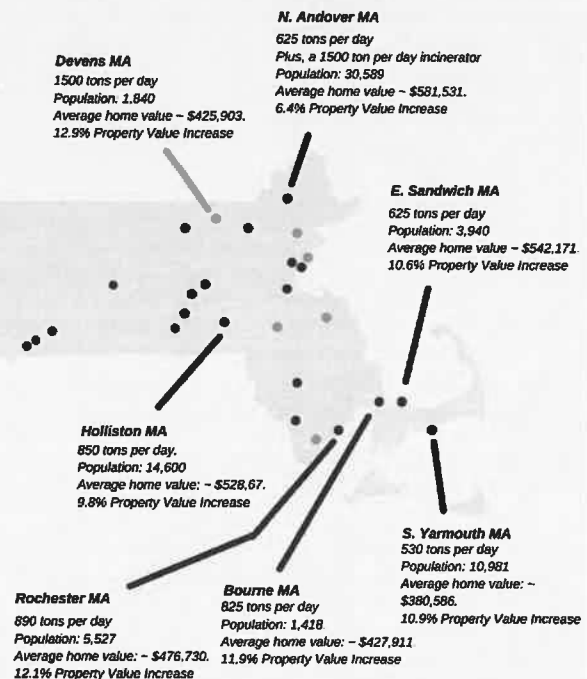 N. Andover MA
625 tons per day
Plus, a 1500 ton per day incinerator
Population: 30,589
Average home value ~ $581,531.
6.4% Property Value Increase
Devens MA
1500 tons per day
Population. 1,840
Average home value ~ $425,903.
12.9% Property Value Increase
E. Sandwich MA
625 tons per day
Population: 3,940
Average home value ~ $542,171.
10.6% Property Value Increase
Holliston MA
850 tons per day.
Population: 14,600
Average home value: ~ $528,67.
9.8% Property Value Increase
S. Yarmouth MA
530 tons per day
Population: 10,981
Average home value: ~
$380,586.
10.9% Property Value Increase
Rochester MA
890 tons per day
Population: 5,527
Average home value: ~ $476,730.
12.1% Property Value Increase
Bourne MA
825 tons per day
Population: 1,418
Average home value: ~ $427,911
11.9% Property Value Increase